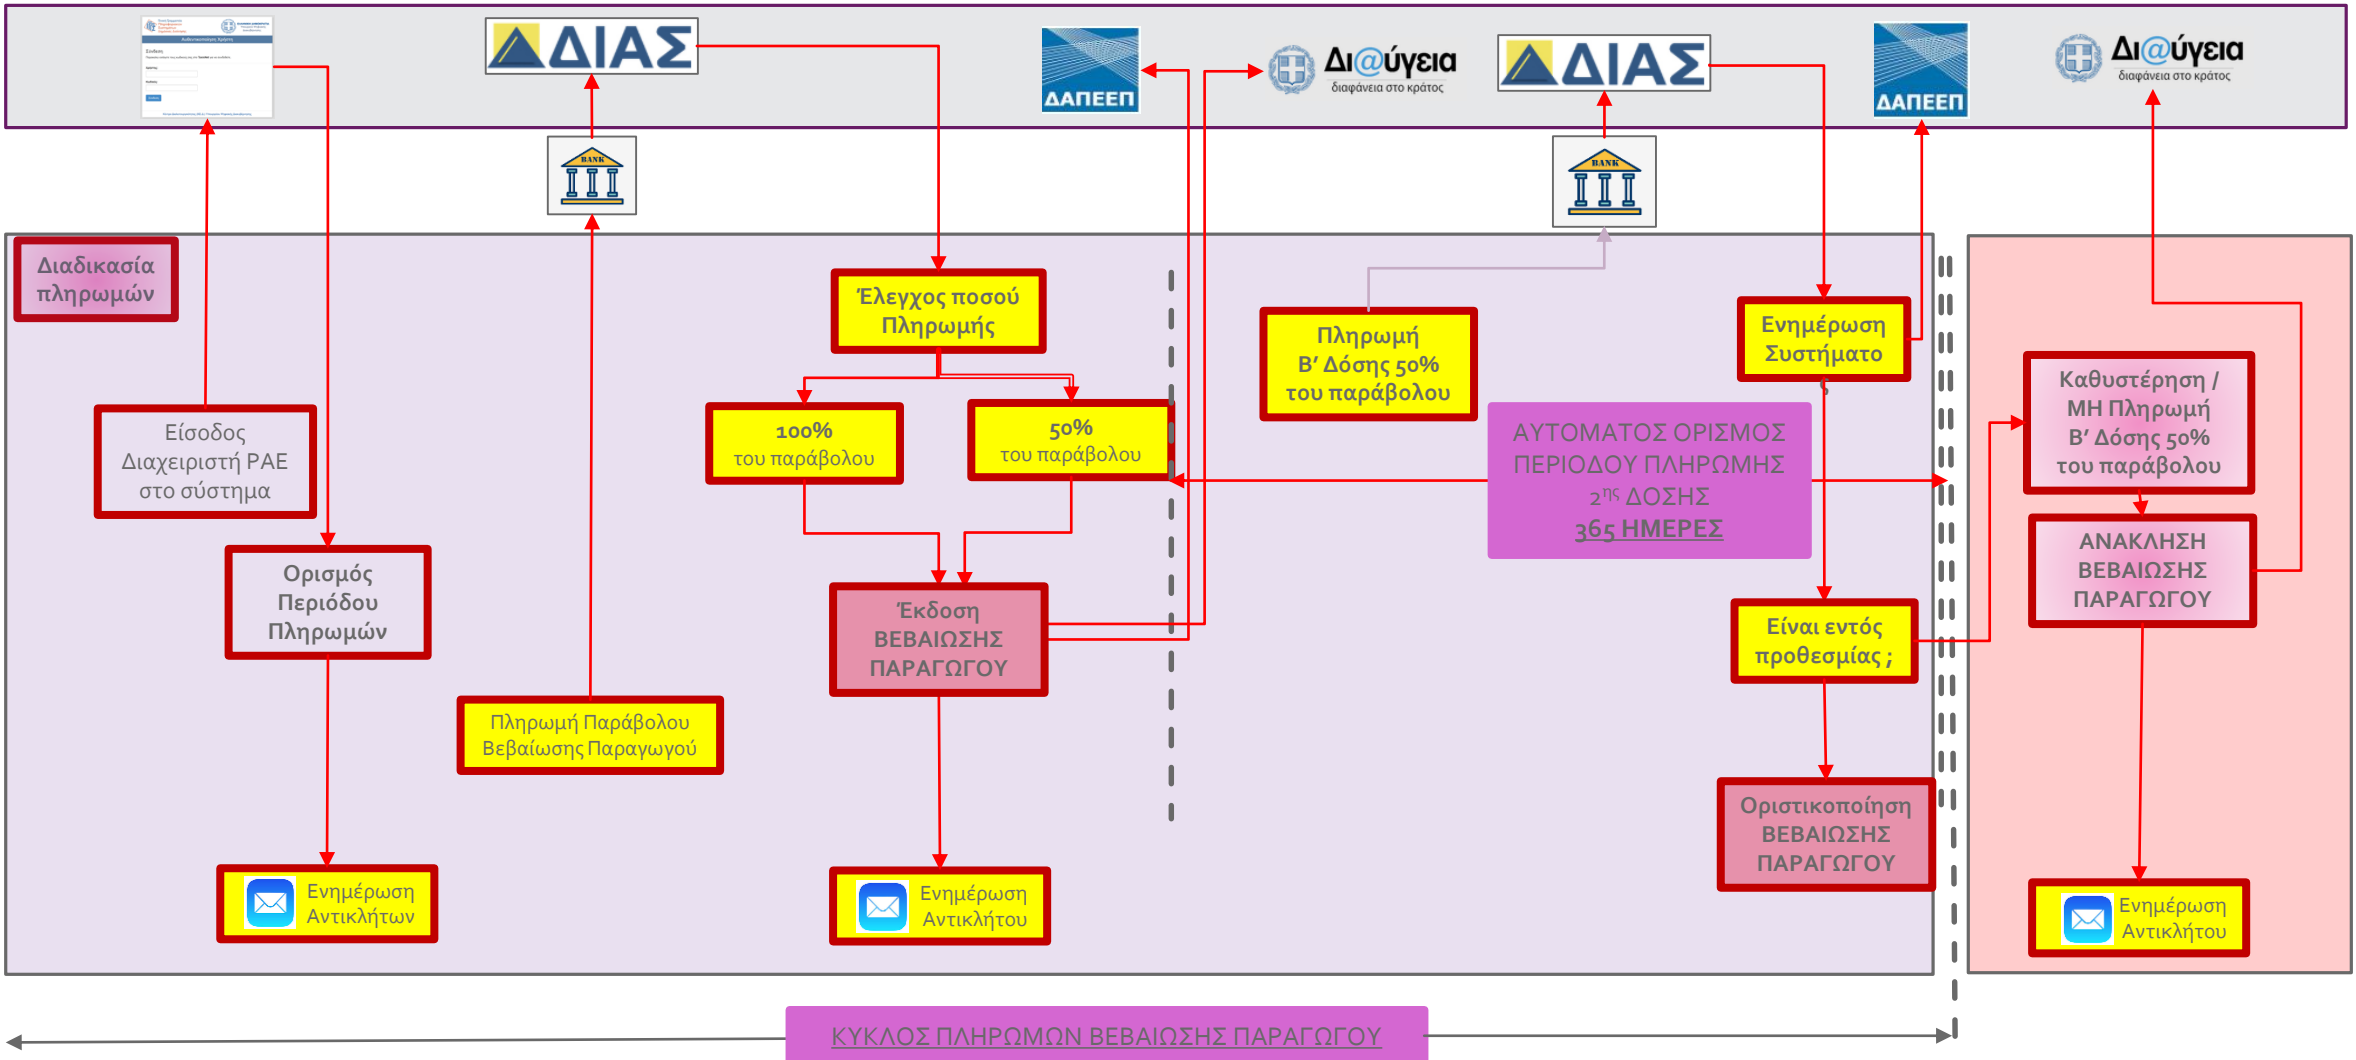 Αυθεντικοποίηση Χρήστη
Σύνδεση
ΔΙΑΣ
ΔΑΠΕΕΠ
Δι@ύγεια
διαφάνεια στο κράτος
ΔΙΑΣ
ΔΑΠΕΕΠ
Δι@ύγεια
διαφάνεια στο κράτος
BANK
BANK
Διαδικασία
πληρωμών
Είσοδος
Διαχειριστή ΡΑΕ
στο σύστημα
Ορισμός
Περιόδου
Πληρωμών
Ενημέρωση
Αντικλήτων
Πληρωμή Παράβολου
Βεβαίωσης Παραγωγού
Έλεγχος ποσού
Πληρωμής
100%
του παράβολου
50%
του παράβολου
Έκδοση
ΒΕΒΑΙΩΣΗΣ
ΠΑΡΑΓΩΓΟΥ
Ενημέρωση
Αντικλήτου
Πληρωμή
Β’ Δόσης 50%
του παράβολου
ΑΥΤΟΜΑΤΟΣ ΟΡΙΣΜΟΣ
ΠΕΡΙΟΔΟΥ ΠΛΗΡΩΜΗΣ
2ης ΔΟΣΗΣ
365 ΗΜΕΡΕΣ
Ενημέρωση
Συστήματο
ς
Είναι εντός
προθεσμίας ;
Οριστικοποίηση
ΒΕΒΑΙΩΣΗΣ
ΠΑΡΑΓΩΓΟΥ
Καθυστέρηση /
ΜΗ Πληρωμή
Β’ Δόσης 50%
του παράβολου
ΑΝΑΚΛΗΣΗ
ΒΕΒΑΙΩΣΗΣ
ΠΑΡΑΓΩΓΟΥ
Ενημέρωση
Αντικλήτου
ΚΥΚΛΟΣ ΠΛΗΡΩΜΩΝ ΒΕΒΑΙΩΣΗΣ ΠΑΡΑΓΩΓΟΥ